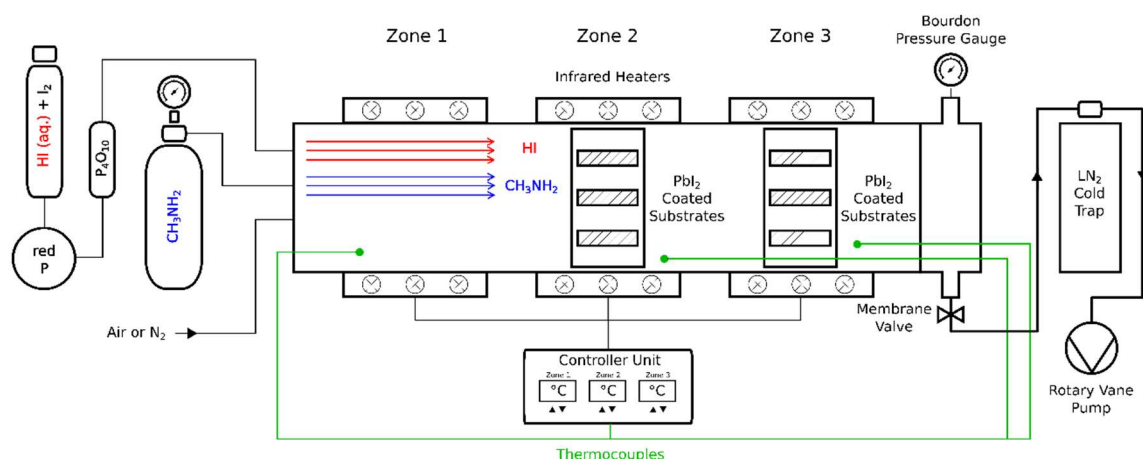 Zone 1
Zone 2
Zone 3
Bourdon
Pressure Gauge
Infrared Heaters
HI (aq.) + I₂
P₄O₁₀
CH₃NH₂
red
P
HI
CH₃NH₂
PbI₂
Coated
Substrates
PbI₂
Coated
Substrates
LN₂
Cold
Trap
Air or N₂
Membrane
Valve
Controller Unit
Zone 1
Zone 2
Zone 3
°C
°C
°C
Rotary Vane
Pump
Thermocouples